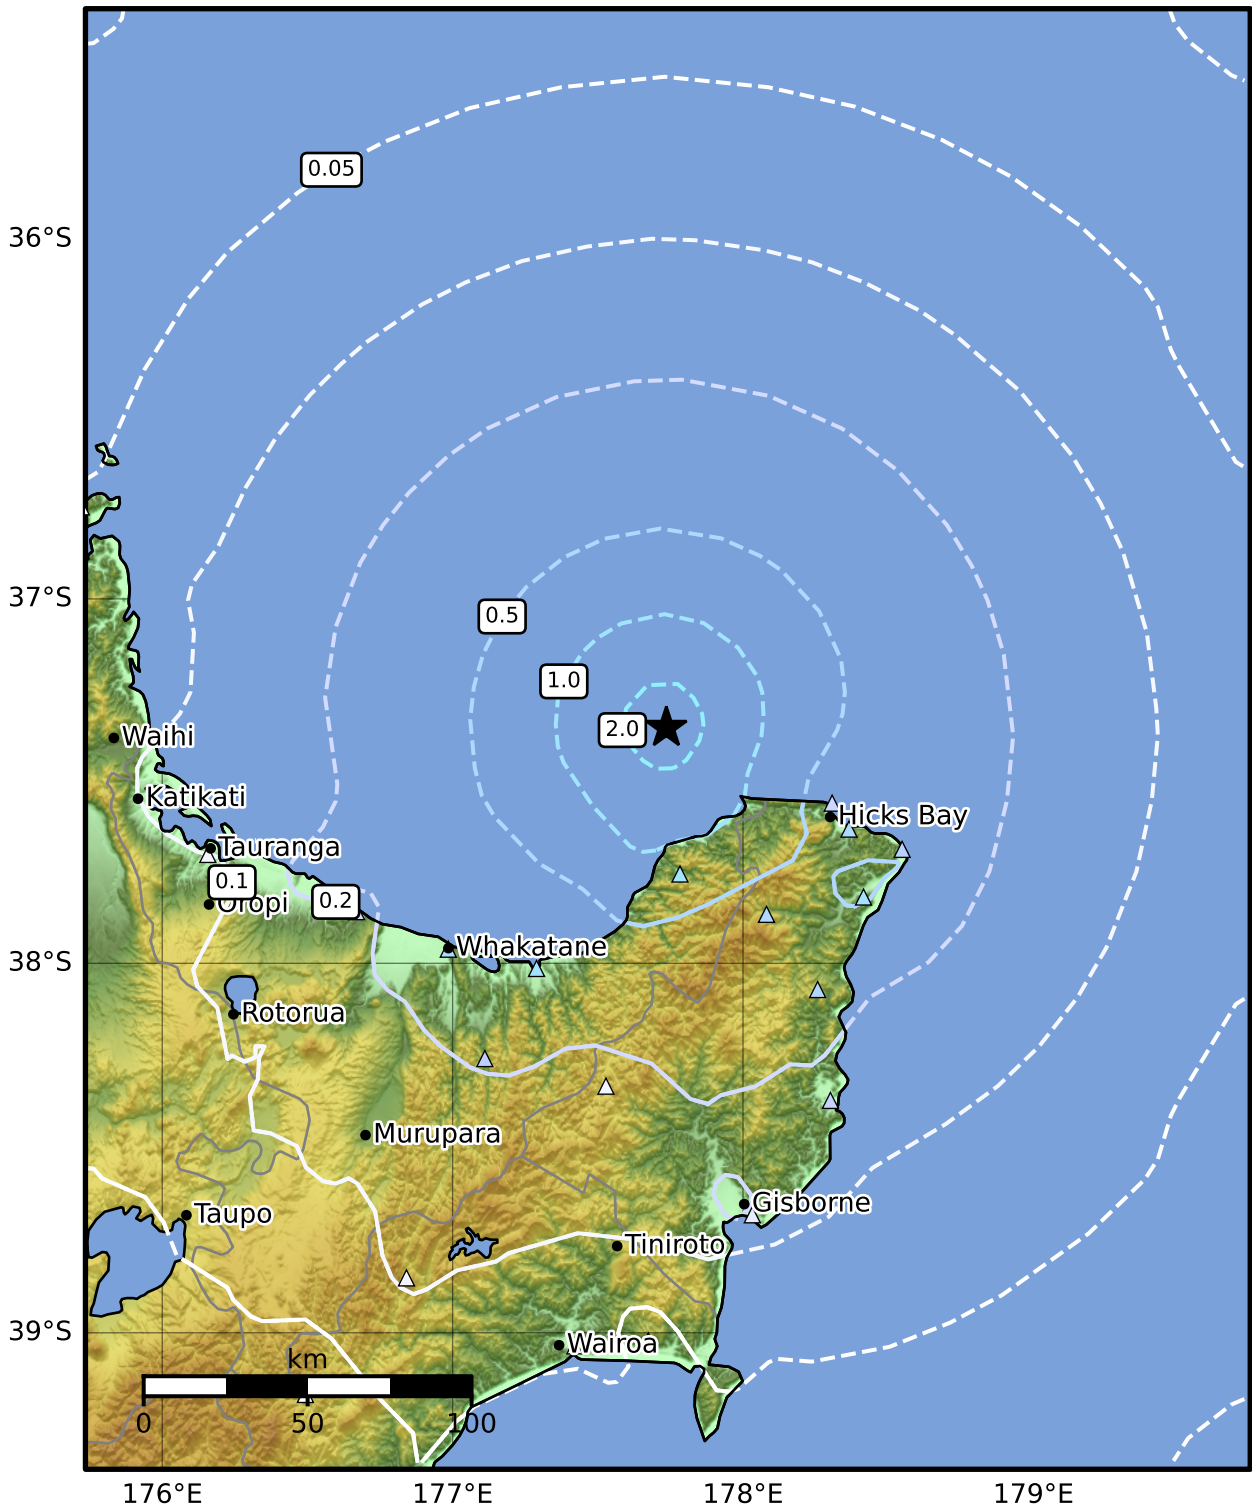 0.05
36°S
37°S
0.5
1.0
2.0
Waihi
Katikati
Hicks Bay
Tauranga
0.1
0.2
Oropi
Whakatane
38°S
Rotorua
Murupara
Gisborne
Taupo
Tiniroto
39°S
Wairoa
km
0
50
100
176°E
177°E
178°E
179°E